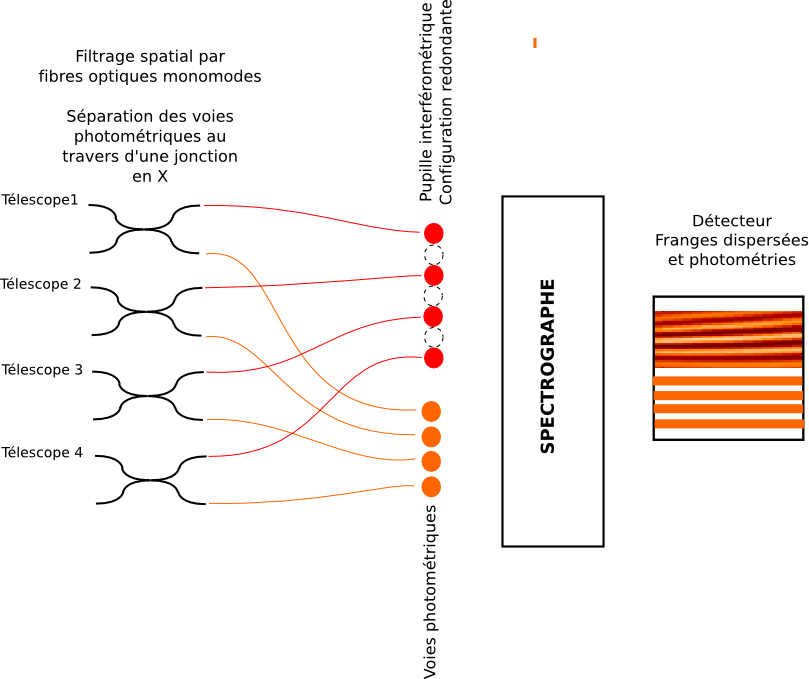 Filtrage spatial par
fibres optiques monomodes
Séparation des voies
photométriques au
travers d'une jonction
en X
Télescope1
Télescope 2
Télescope 3
Télescope 4
Pupille interférométrique
Configuration redondante
Voies photométriques
SPECTROGRAPHE
Détecteur
Franges dispersées
et photométries